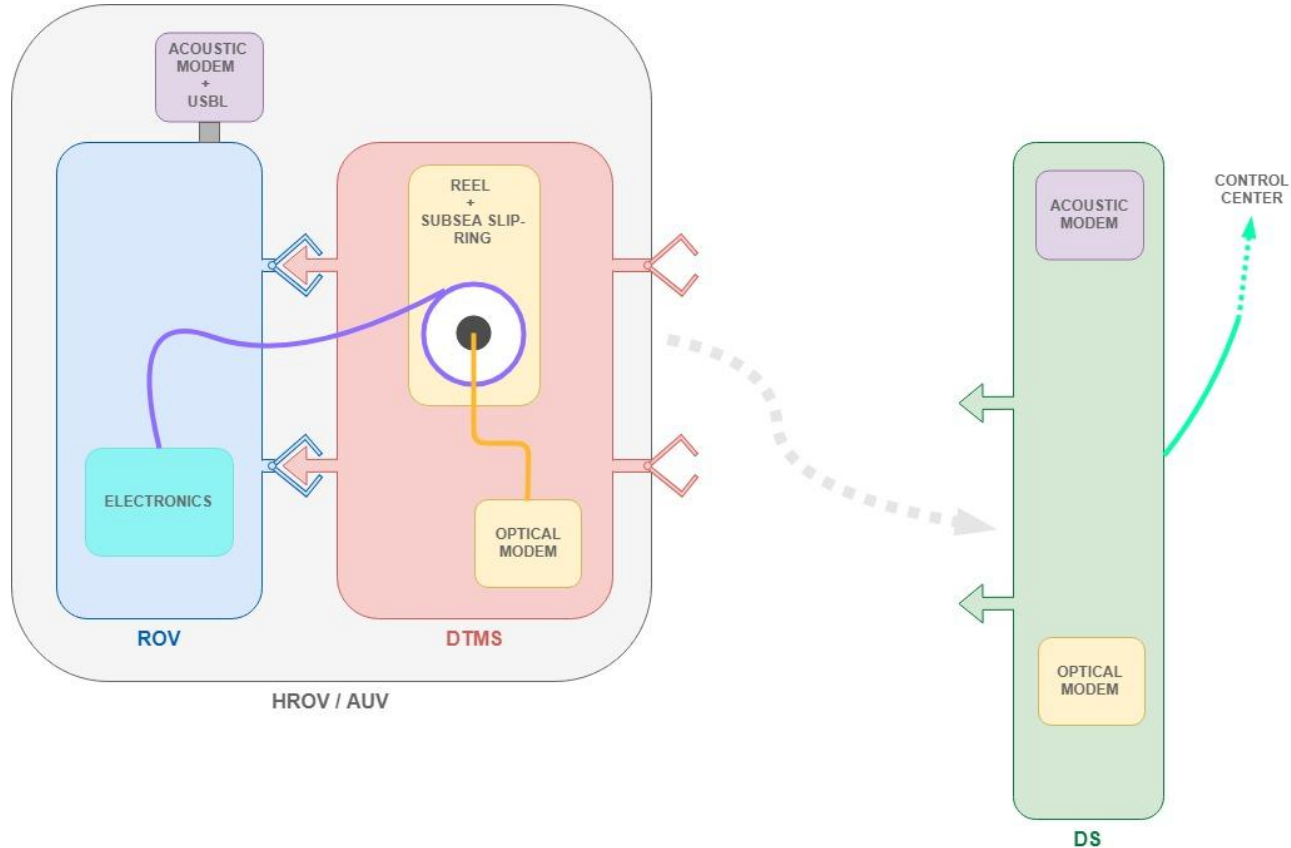 ACOUSTIC
MODEM
+
USBL
REEL
+
SUBSEA SLIP-
RING
ELECTRONICS
OPTICAL
MODEM
ROV
DTMS
HROV / AUV
ACOUSTIC
MODEM
CONTROL
CENTER
OPTICAL
MODEM
DS